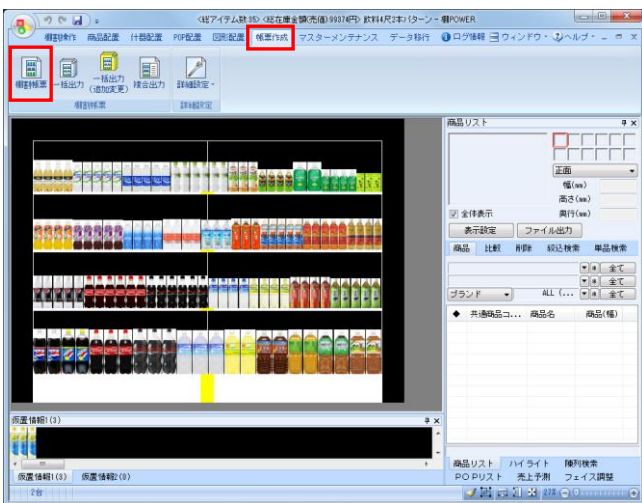 <総アイテム数:35> <総在庫金額(売価):99374円> 飲料4尺2本パターン - 棚POWER
棚割操作 商品配置 什器配置 POP配置 図形配置 帳票作成 マスターメンテナンス データ移行 ログ情報 ウィンドウ ヘルプ
棚割帳票 一括出力 一括出力(追加変更) 複合出力 詳細設定
棚割帳票 詳細設定
商品リスト
正面
幅(mm)
高さ(mm)
全体表示 奥行(mm)
表示設定 ファイル出力
商品 比較 削除 絞込検索 単品検索
* 全て
* 全て
ブランド ALL (... * 全て
◆ 共通商品コ... 商品名 商品(幅)
仮置情報1(3)
仮置情報1(3) 仮置情報2(0)
商品リスト ハイライト 陳列検索
POPリスト 売上予測 フェイス調整
2台 27%